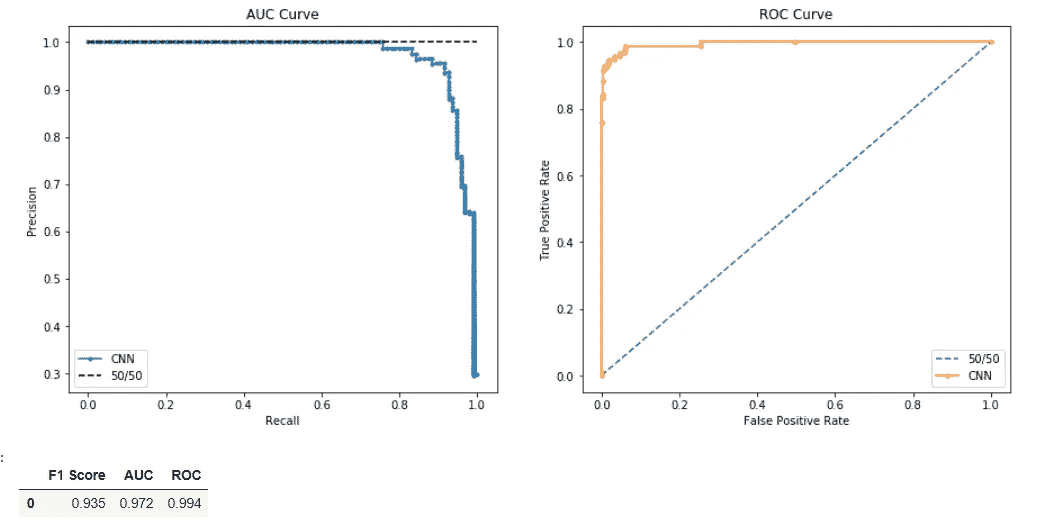 AUC Curve
1.0
0.9
0.8
0.7
0.6
0.5
0.4
0.3
Precision
CNN
50/50
0.0 0.2 0.4 0.6 0.8 1.0
Recall
ROC Curve
1.0
0.8
0.6
0.4
0.2
0.0
True Positive Rate
50/50
CNN
0.0 0.2 0.4 0.6 0.8 1.0
False Positive Rate
:
F1 Score AUC ROC
0 0.935 0.972 0.994